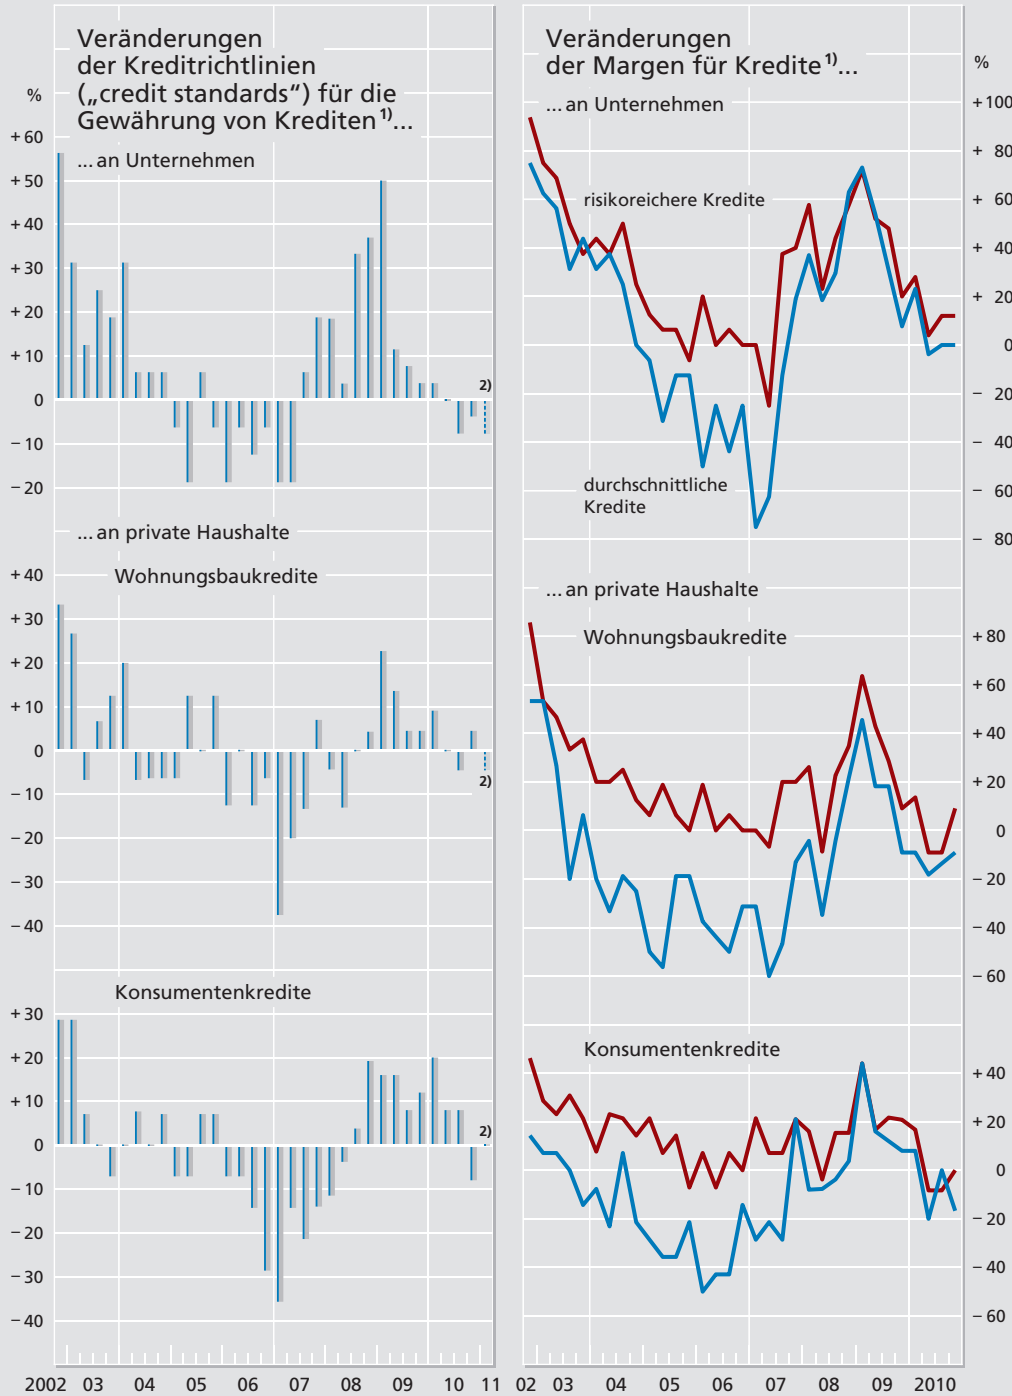 Veränderungen
der Kreditrichtlinien
(„credit standards“) für die
Gewährung von Krediten¹)...
%
... an Unternehmen
+ 60
+ 50
+ 40
+ 30
+ 20
+ 10
0
− 10
− 20
2)
... an private Haushalte
Wohnungsbaukredite
+ 40
+ 30
+ 20
+ 10
0
− 10
− 20
− 30
− 40
2)
Konsumentenkredite
+ 30
+ 20
+ 10
0
− 10
− 20
− 30
− 40
2)
2002 03 04 05 06 07 08 09 10 11
Veränderungen
der Margen für Kredite¹)...
%
... an Unternehmen
+ 100
+ 80
+ 60
+ 40
+ 20
0
− 20
− 40
− 60
− 80
risikoreichere Kredite
durchschnittliche
Kredite
... an private Haushalte
Wohnungsbaukredite
+ 80
+ 60
+ 40
+ 20
0
− 20
− 40
− 60
Konsumentenkredite
+ 40
+ 20
0
− 20
− 40
− 60
02 03 04 05 06 07 08 09 2010